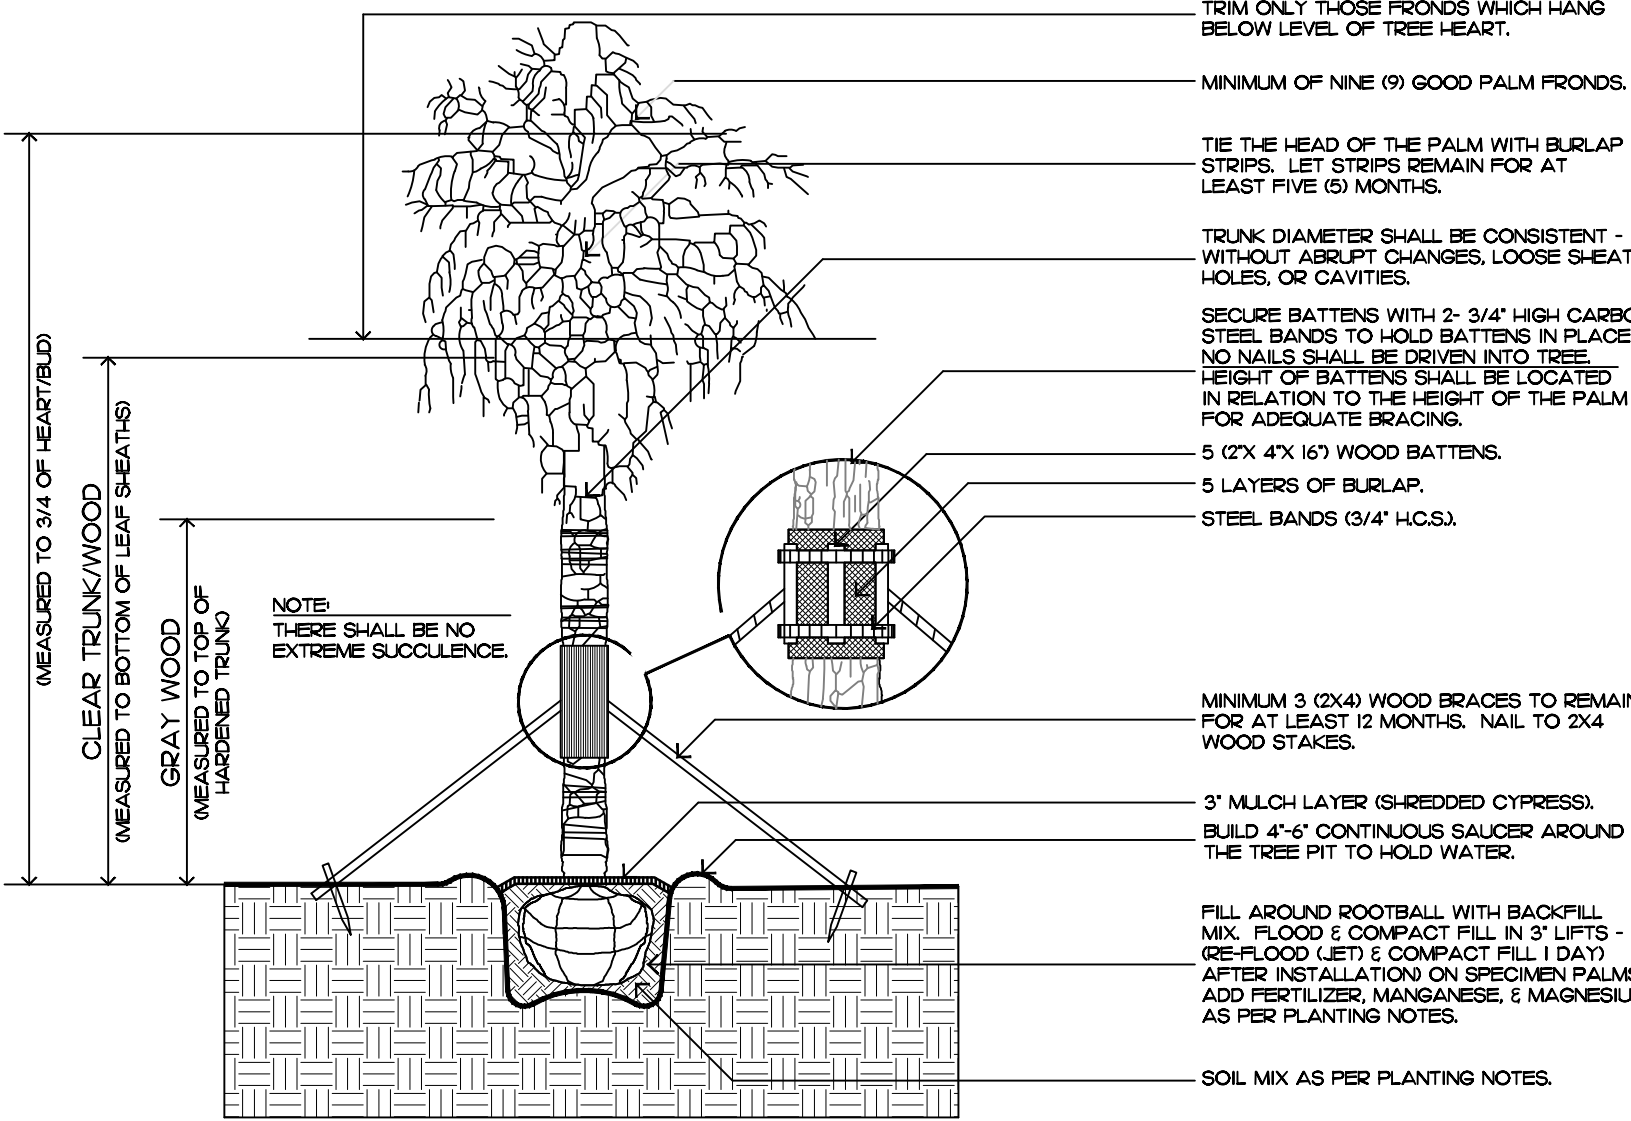 TRIM ONLY THOSE FRONDS WHICH HANG
BELOW LEVEL OF TREE HEART.
MINIMUM OF NINE (9) GOOD PALM FRONDS.
TIE THE HEAD OF THE PALM WITH BURLAP
STRIPS. LET STRIPS REMAIN FOR AT
LEAST FIVE (5) MONTHS.
TRUNK DIAMETER SHALL BE CONSISTENT -
WITHOUT ABRUPT CHANGES, LOOSE SHEAT
HOLES, OR CAVITIES.
SECURE BATTENS WITH 2- 3/4" HIGH CARBO
STEEL BANDS TO HOLD BATTENS IN PLACE
NO NAILS SHALL BE DRIVEN INTO TREE.
HEIGHT OF BATTENS SHALL BE LOCATED
IN RELATION TO THE HEIGHT OF THE PALM
FOR ADEQUATE BRACING.
5 (2"X 4"X 16") WOOD BATTENS.
5 LAYERS OF BURLAP.
STEEL BANDS (3/4" H.C.S.).
MINIMUM 3 (2X4) WOOD BRACES TO REMAIN
FOR AT LEAST 12 MONTHS. NAIL TO 2X4
WOOD STAKES.
3" MULCH LAYER (SHREDDED CYPRESS).
BUILD 4"-6" CONTINUOUS SAUCER AROUND
THE TREE PIT TO HOLD WATER.
FILL AROUND ROOTBALL WITH BACKFILL
MIX. FLOOD & COMPACT FILL IN 3" LIFTS -
(RE-FLOOD (JET) & COMPACT FILL 1 DAY)
AFTER INSTALLATION) ON SPECIMEN PALMS
ADD FERTILIZER, MANGANESE, & MAGNESIU
AS PER PLANTING NOTES.
SOIL MIX AS PER PLANTING NOTES.
(MEASURED TO 3/4 OF HEART/BUD)
CLEAR TRUNK/WOOD
(MEASURED TO BOTTOM OF LEAF SHEATHS)
GRAY WOOD
(MEASURED TO TOP OF
HARDENED TRUNK)
NOTE:
THERE SHALL BE NO
EXTREME SUCCULENCE.